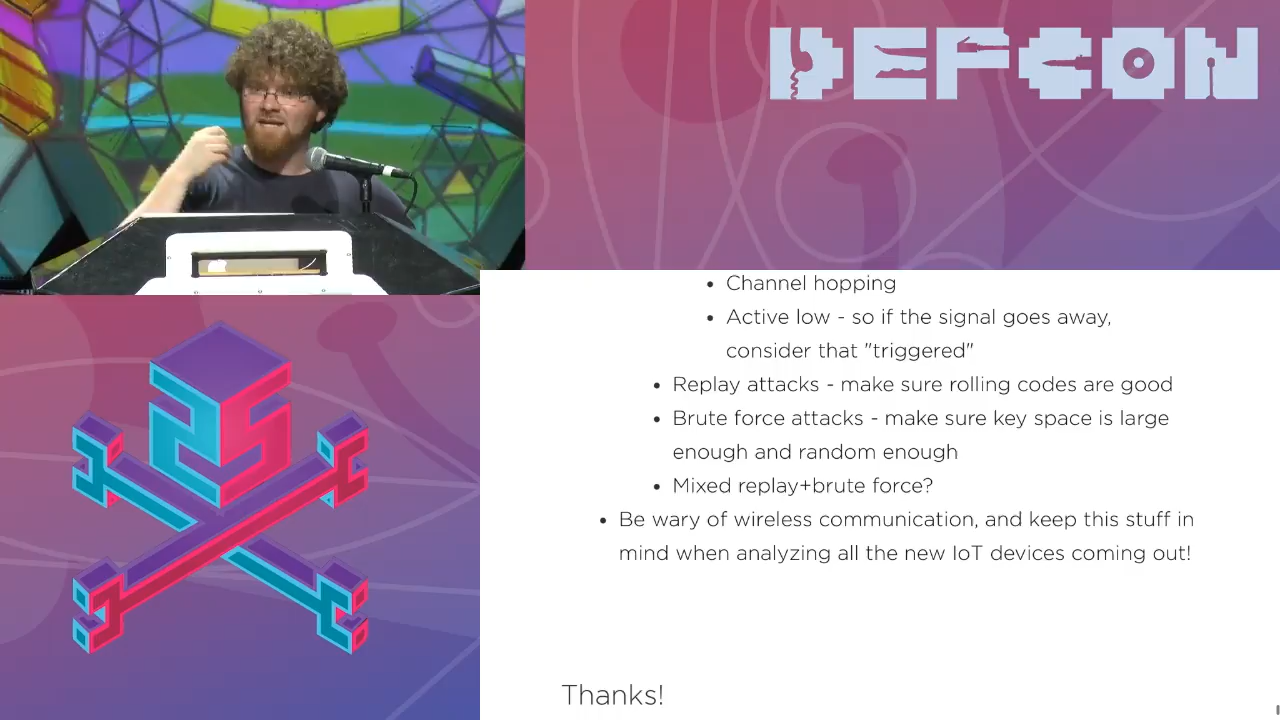 DEFCON
Channel hopping
Active low - so if the signal goes away,
consider that "triggered"
Replay attacks - make sure rolling codes are good
Brute force attacks - make sure key space is large
enough and random enough
Mixed replay+brute force?
Be wary of wireless communication, and keep this stuff in
mind when analyzing all the new IoT devices coming out!
Thanks!